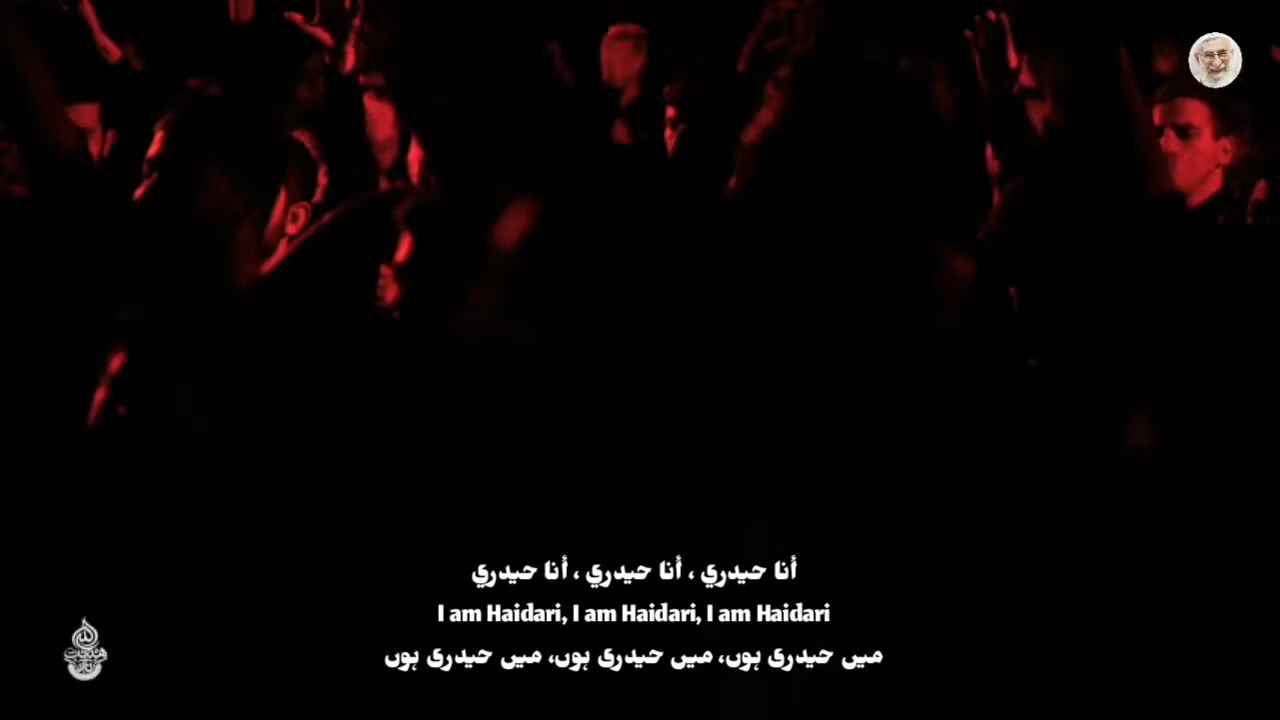 أنا حيدري ، أنا حيدري ، أنا حيدري
I am Haidari, I am Haidari, I am Haidari
میں حیدری ہوں، میں حیدری ہوں، میں حیدری ہوں